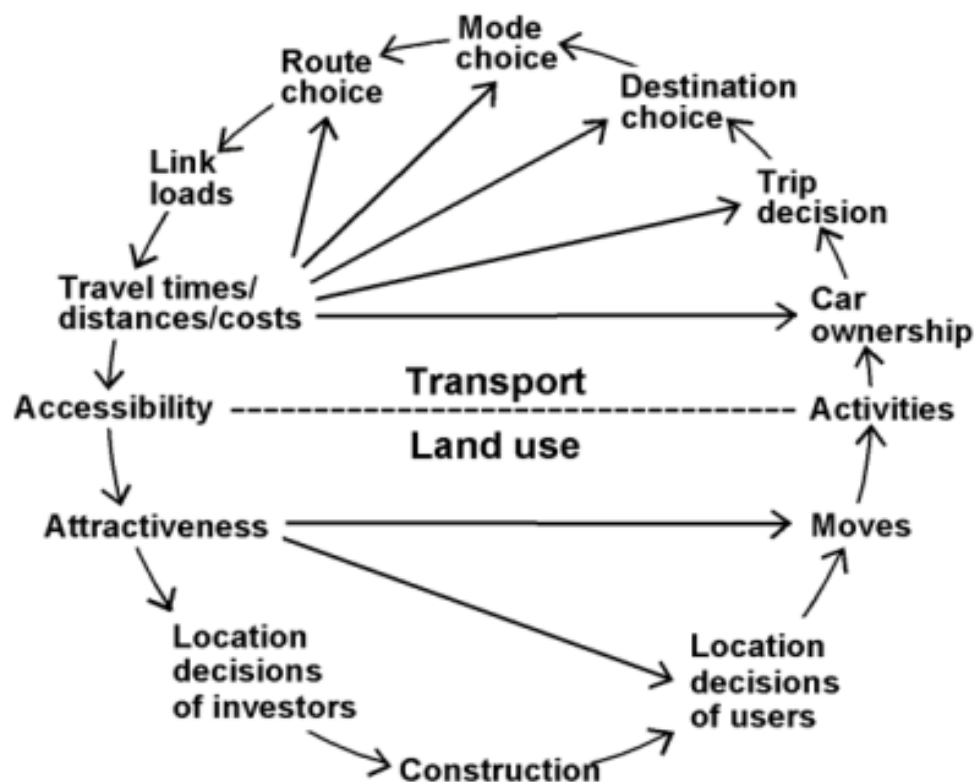 Mode
choice
Route
choice
Destination
choice
Link
loads
Trip
decision
Travel times/
distances/costs
Car
ownership
Transport
Accessibility
Activities
Land use
Attractiveness
Moves
Location
decisions
of investors
Location
decisions
of users
Construction